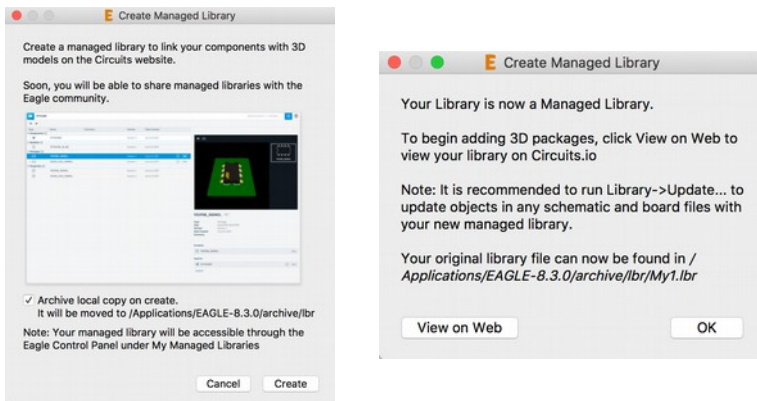 Create Managed Library
Create a managed library to link your components with 3D
models on the Circuits website.
Soon, you will be able to share managed libraries with the
Eagle community.
✓ Archive local copy on create.
It will be moved to /Applications/EAGLE-8.3.0/archive/lbr
Note: Your managed library will be accessible through the
Eagle Control Panel under My Managed Libraries
Cancel
Create
Create Managed Library
Your Library is now a Managed Library.
To begin adding 3D packages, click View on Web to
view your library on Circuits.io
Note: It is recommended to run Library->Update... to
update objects in any schematic and board files with
your new managed library.
Your original library file can now be found in /
Applications/EAGLE-8.3.0/archive/lbr/My1.lbr
View on Web
OK